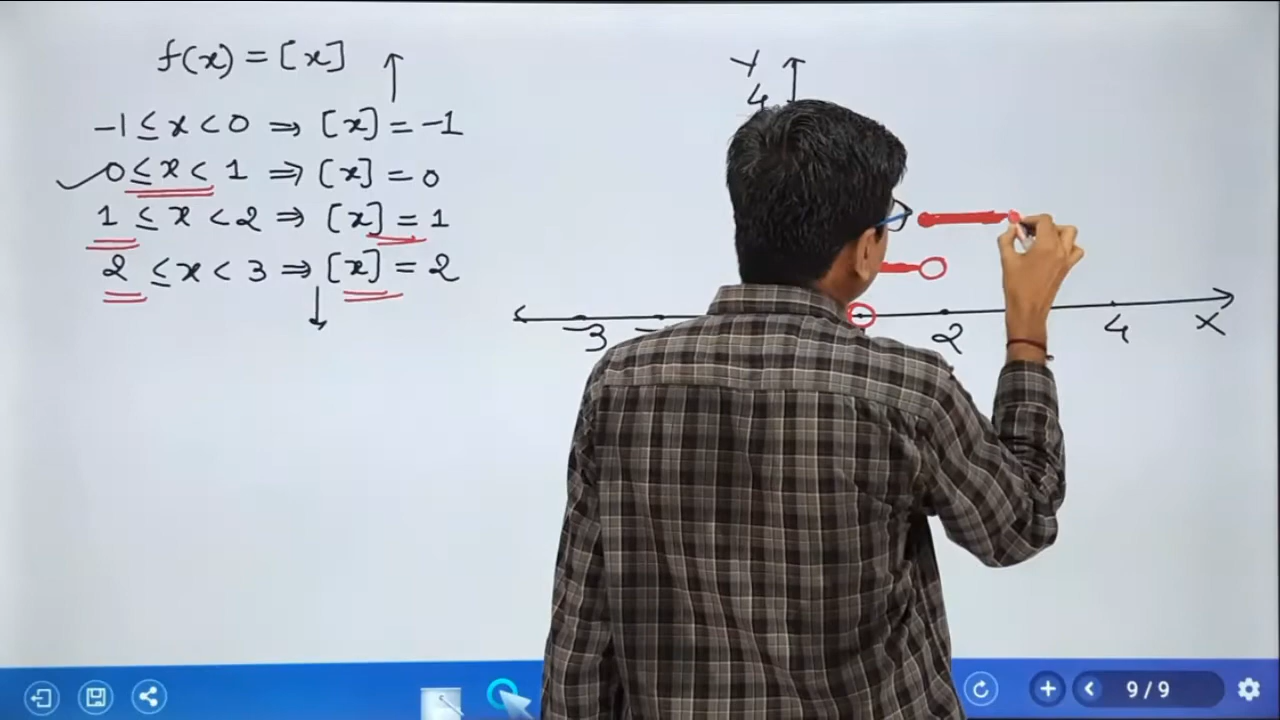 f(x) = [x]
-1 ≤ x < 0 ⇒ [x] = -1
0 ≤ x < 1 ⇒ [x] = 0
1 ≤ x < 2 ⇒ [x] = 1
2 ≤ x < 3 ⇒ [x] = 2
Y
4
-3
2
4
X
9/9